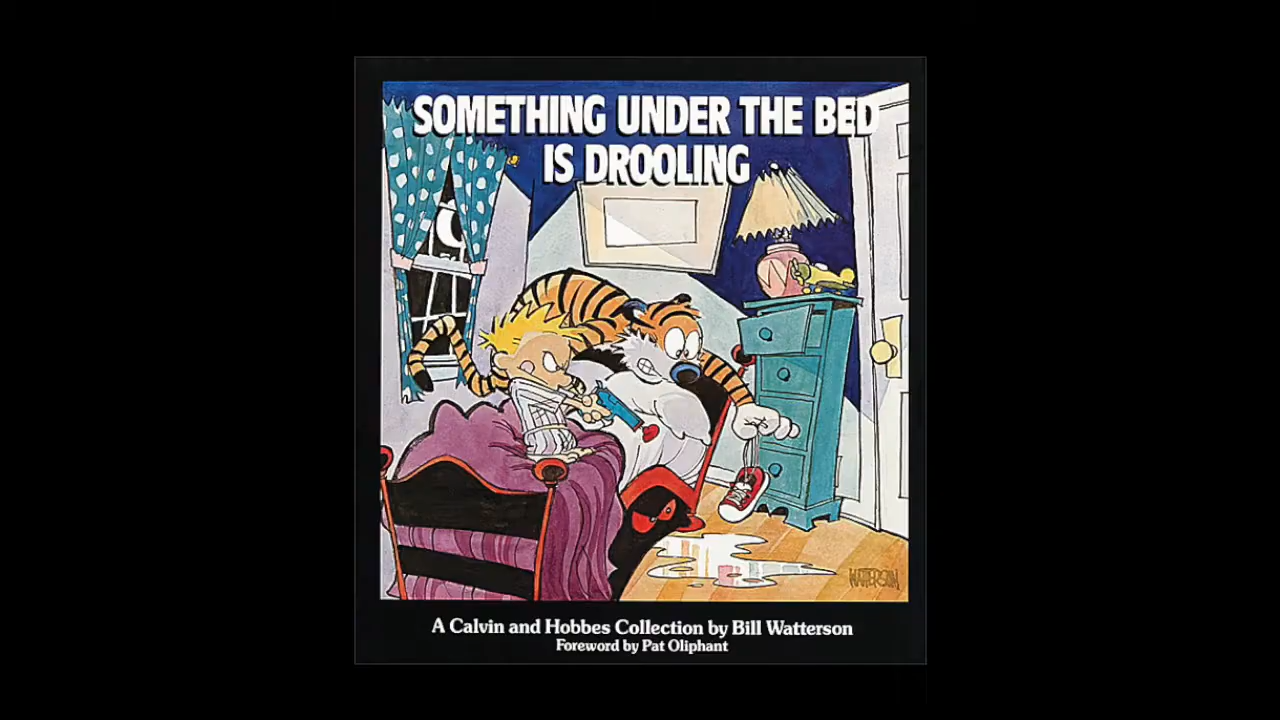 SOMETHING UNDER THE BED
IS DROOLING
WATTERSON
A Calvin and Hobbes Collection by Bill Watterson
Foreword by Pat Oliphant